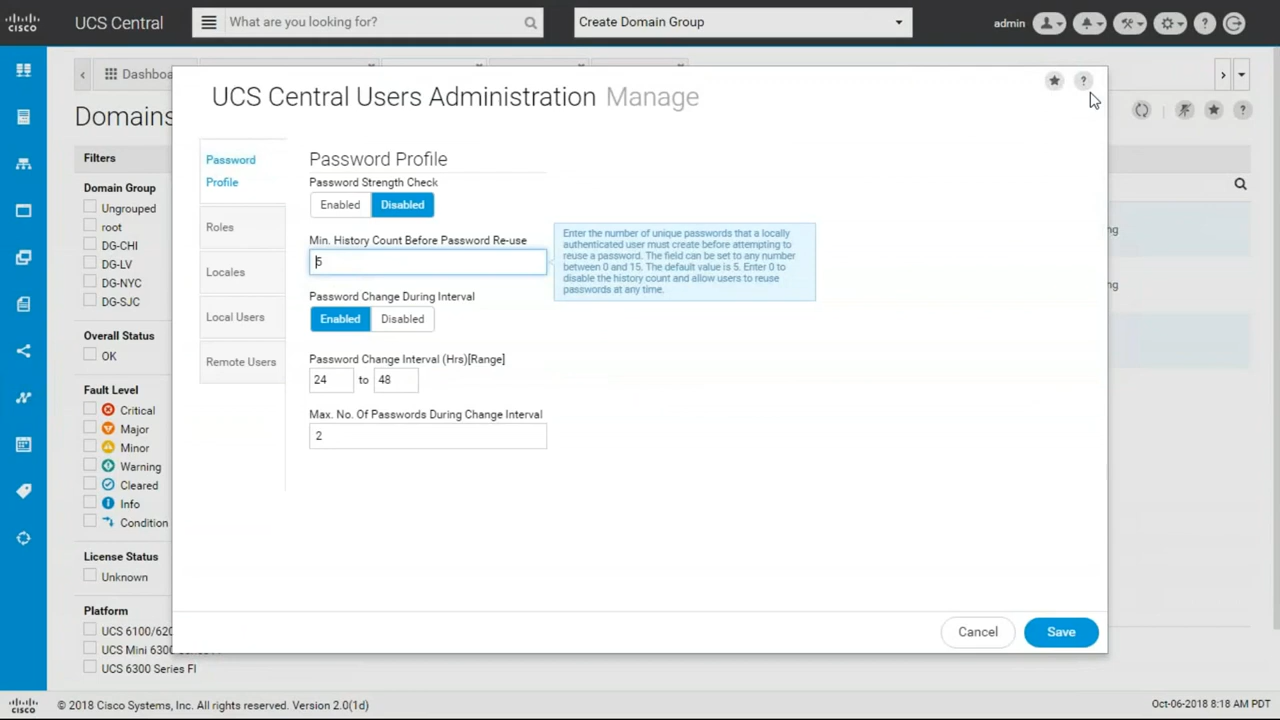 cisco
UCS Central
What are you looking for?
Create Domain Group
admin
Dashboa
Domains
UCS Central Users Administration Manage
Filters
Domain Group
Ungrouped
root
DG-CHI
DG-LV
DG-NYC
DG-SJC
Overall Status
OK
Fault Level
Critical
Major
Minor
Warning
Cleared
Info
Condition
License Status
Unknown
Platform
UCS 6100/620
UCS Mini 6300
UCS 6300 Series FI
Password
Profile
Roles
Locales
Local Users
Remote Users
Password Profile
Password Strength Check
Enabled Disabled
Min. History Count Before Password Re-use
5
Enter the number of unique passwords that a locally
authenticated user must create before attempting to
reuse a password. The field can be set to any number
between 0 and 15. The default value is 5. Enter 0 to
disable the history count and allow users to reuse
passwords at any time.
Password Change During Interval
Enabled Disabled
Password Change Interval (Hrs)[Range]
24 to 48
Max. No. Of Passwords During Change Interval
2
ng
ng
Cancel Save
cisco
© 2018 Cisco Systems, Inc. All rights reserved. Version 2.0(1d)
Oct-06-2018 8:18 AM PDT